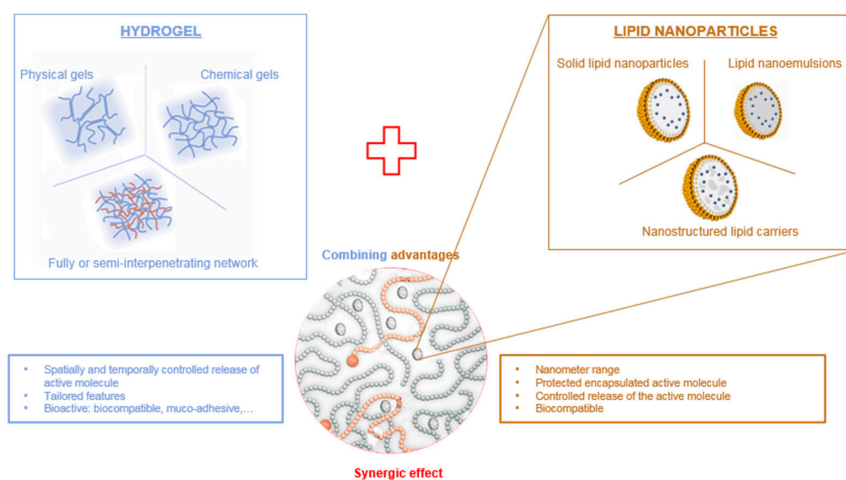 HYDROGEL
Physical gels
Chemical gels
Fully or semi-interpenetrating network
LIPID NANOPARTICLES
Solid lipid nanoparticles
Lipid nanoemulsions
Nanostructured lipid carriers
Combining advantages
• Spatially and temporally controlled release of
active molecule
• Tailored features
• Bioactive: biocompatible, muco-adhesive,...
• Nanometer range
• Protected encapsulated active molecule
• Controlled release of the active molecule
• Biocompatible
Synergic effect